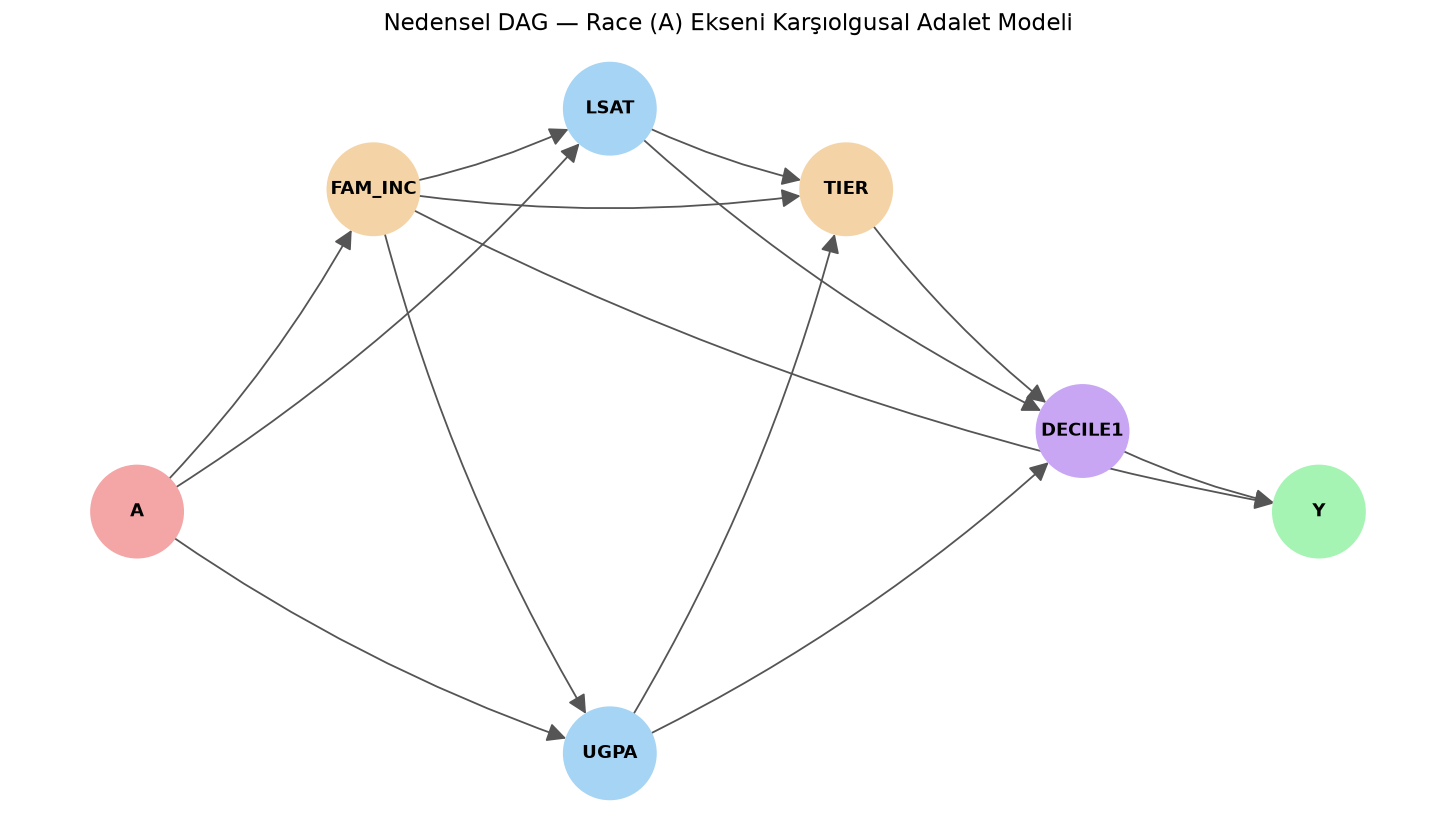 Nedensel DAG — Race (A) Ekseni Karşıolgusal Adalet Modeli
LSAT
FAM_INC
TIER
DECILE1
A
Y
UGPA